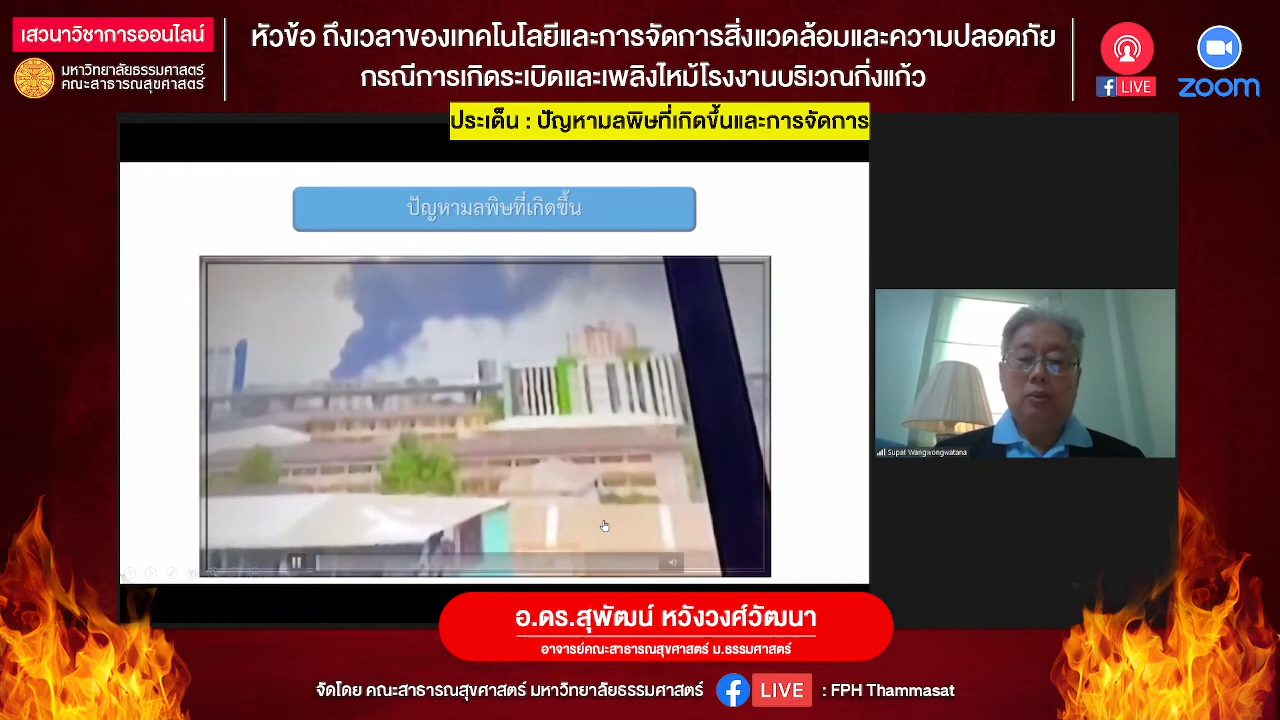 เสวนาวิชาการออนไลน์
มหาวิทยาลัยธรรมศาสตร์
คณะสาธารณสุขศาสตร์
หัวข้อ ถึงเวลาของเทคโนโลยีและการจัดการสิ่งแวดล้อมและความปลอดภัย
กรณีการเกิดระเบิดและเพลิงไหม้โรงงานบริเวณกิ่งแก้ว
LIVE
zoom
ประเด็น : ปัญหามลพิษที่เกิดขึ้นและการจัดการ
ปัญหามลพิษที่เกิดขึ้น
Supat Wangwongwatana
อ.ดร.สุพัฒน์ หวังวงศ์วัฒนา
อาจารย์คณะสาธารณสุขศาสตร์ ม.ธรรมศาสตร์
จัดโดย คณะสาธารณสุขศาสตร์ มหาวิทยาลัยธรรมศาสตร์ LIVE : FPH Thammasat